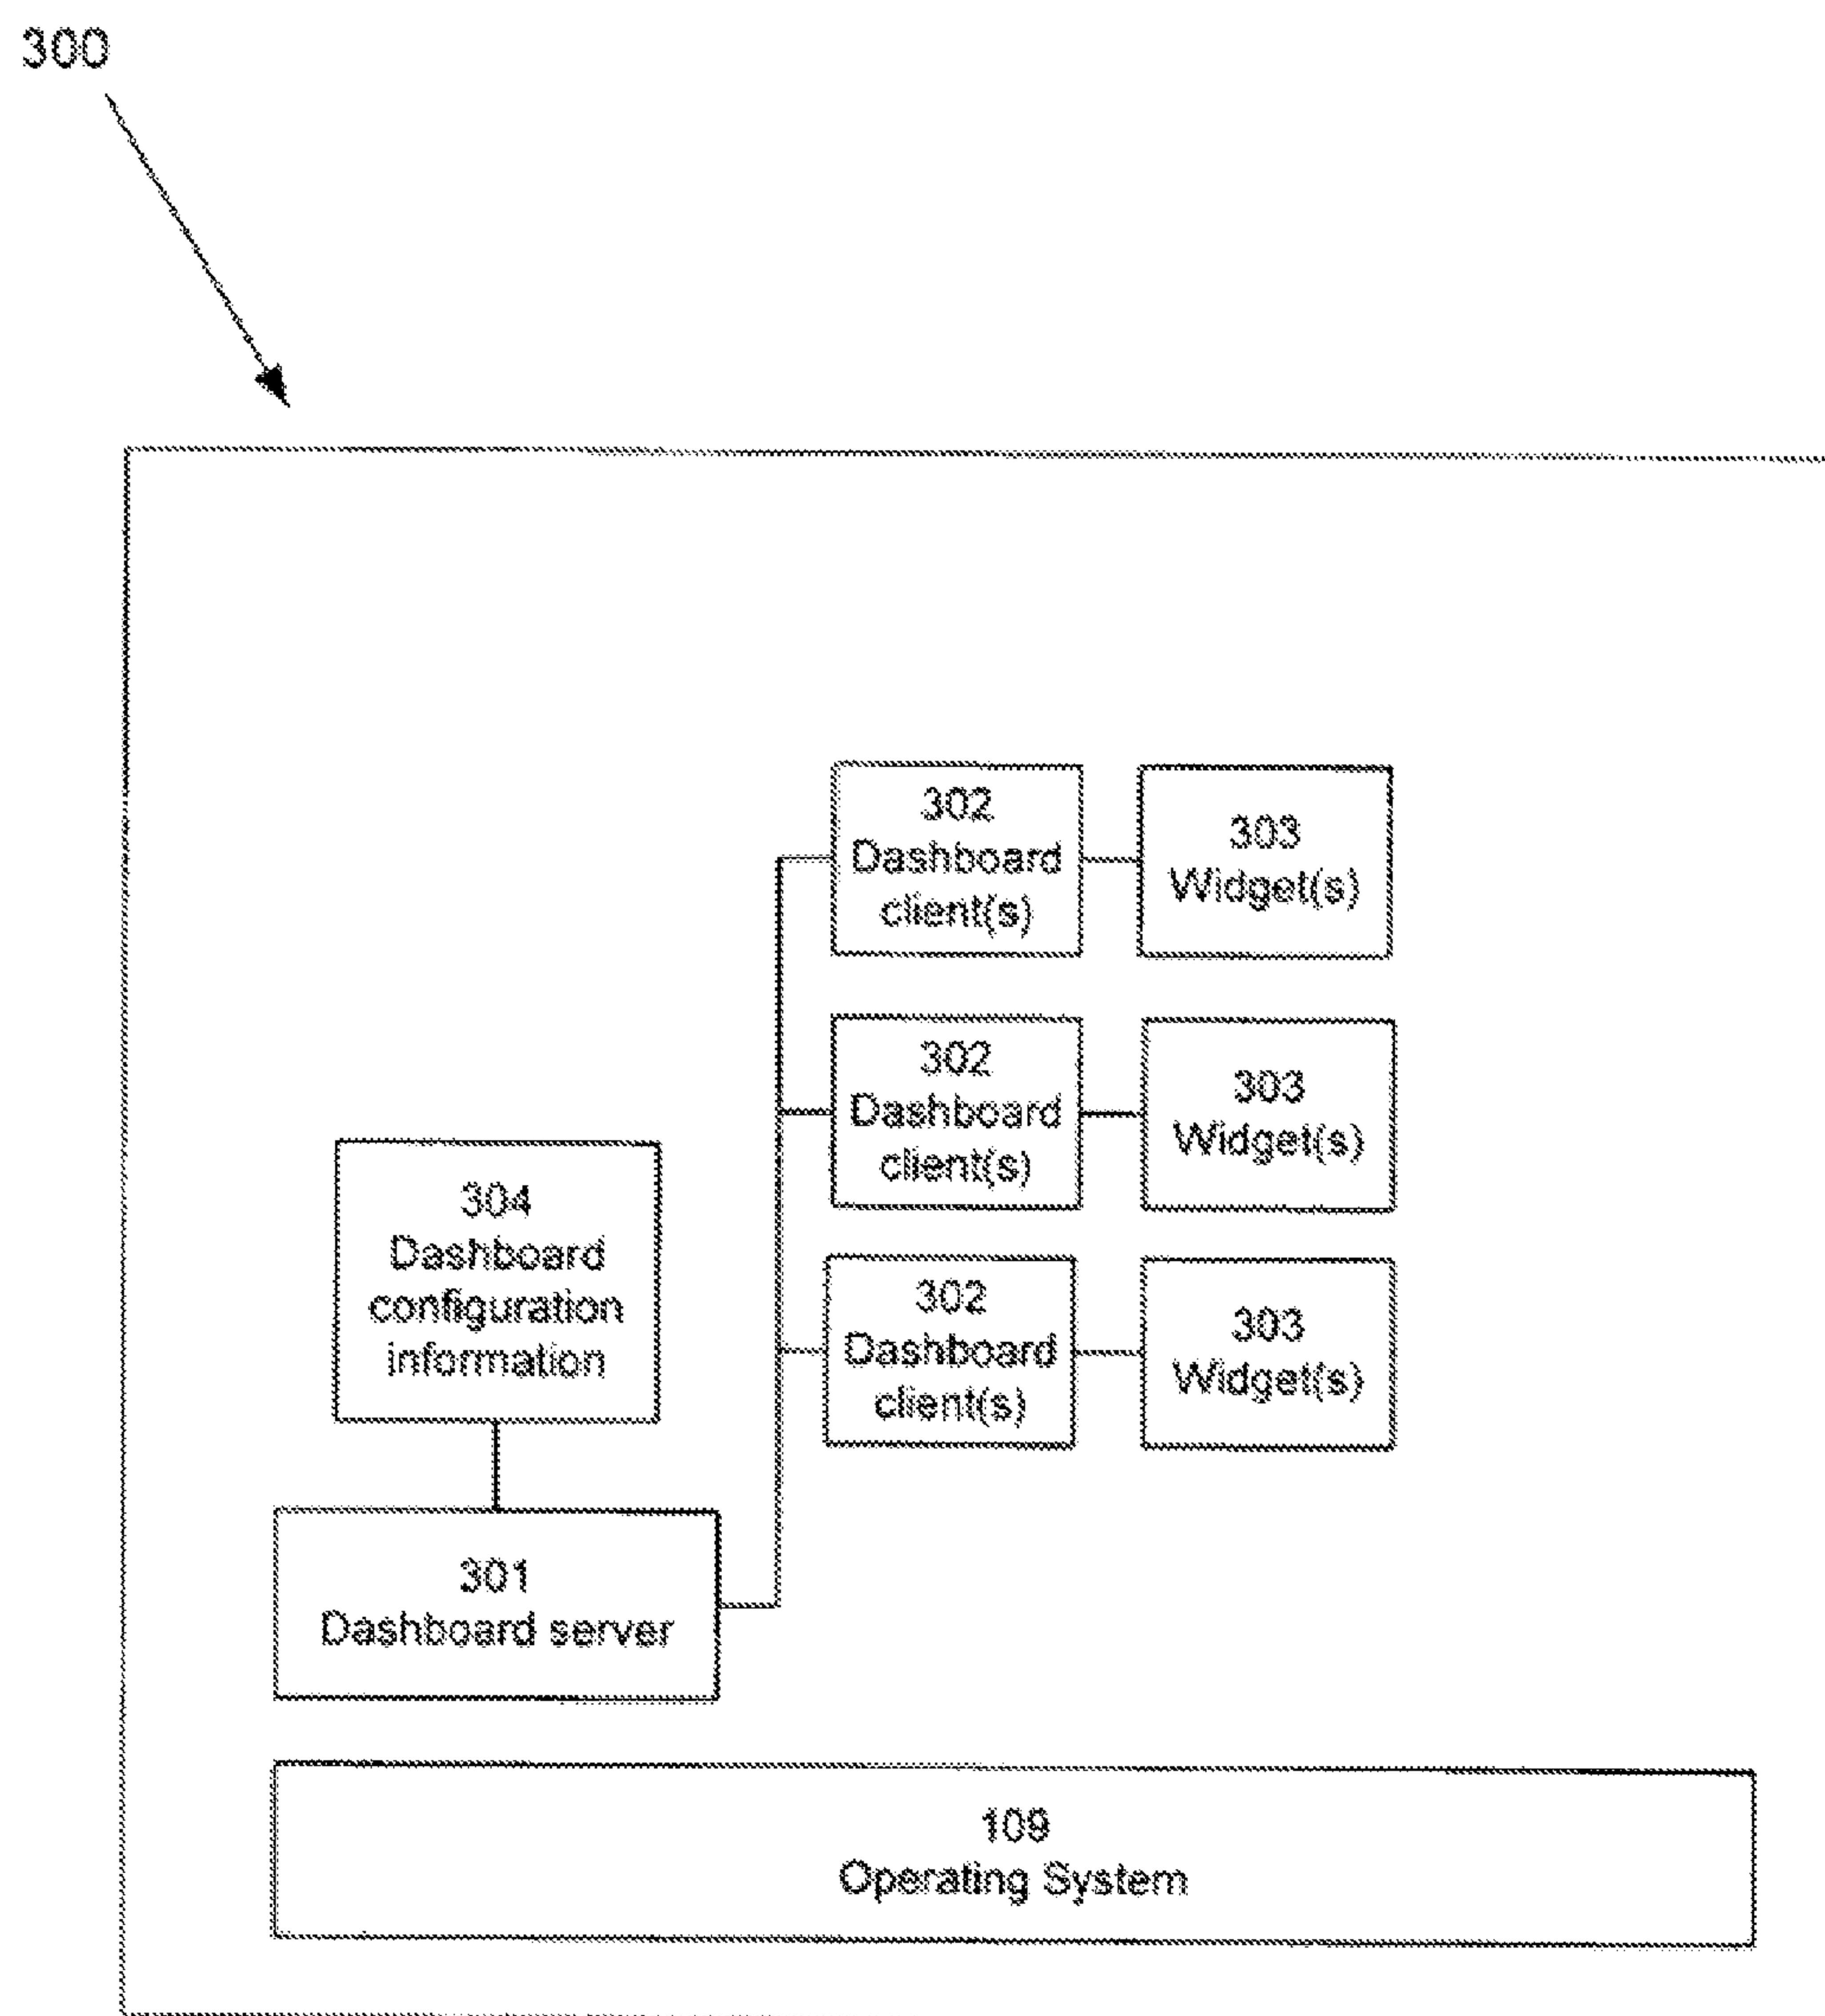 300
302
Dashboard
client(s)
303
Widget(s)
302
Dashboard
client(s)
303
Widget(s)
304
Dashboard
configuration
information
302
Dashboard
client(s)
303
Widget(s)
301
Dashboard server
109
Operating System